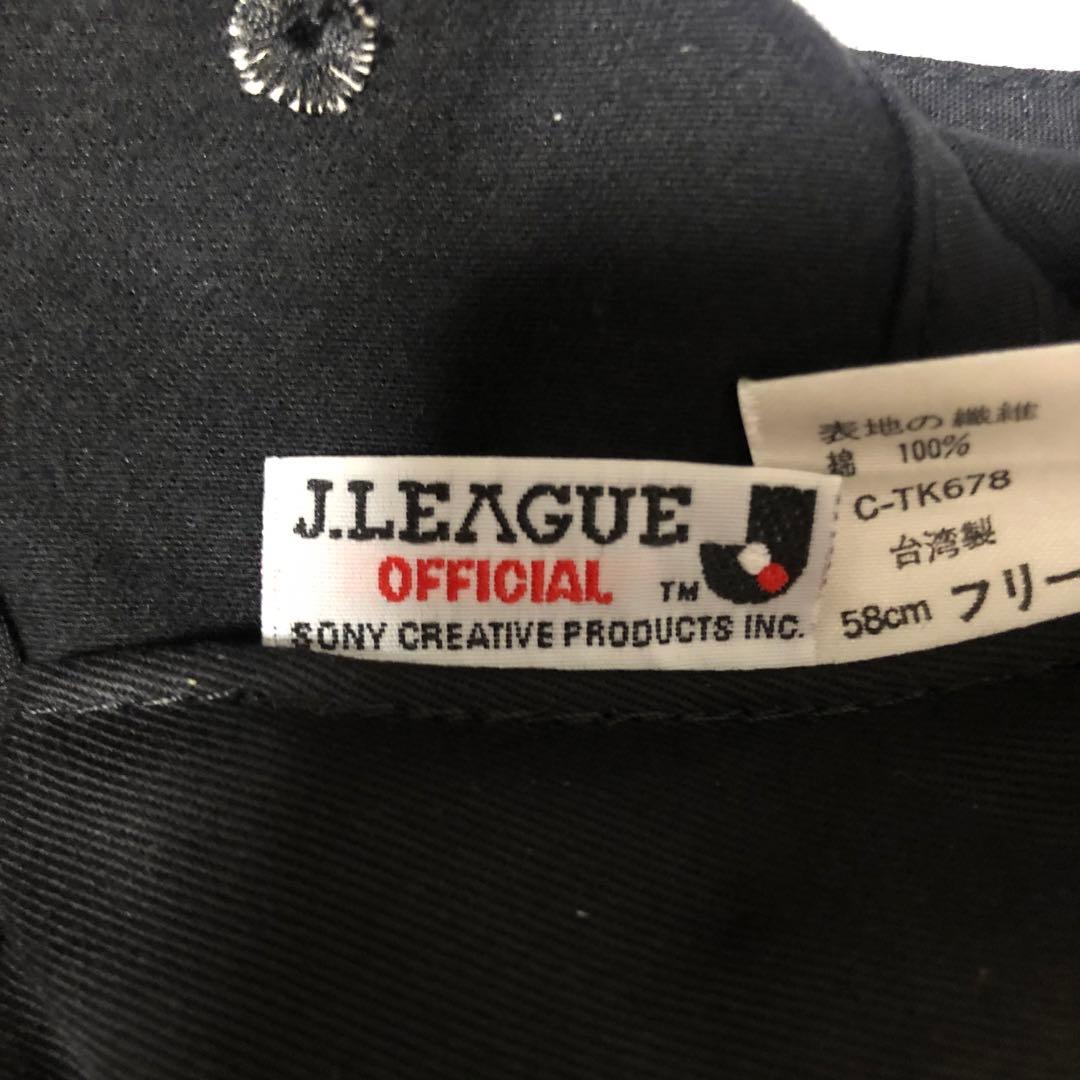 J.LEAGUE
OFFICIAL TM
SONY CREATIVE PRODUCTS INC.
表地の繊維
綿 100%
C-TK678
台湾製
58cm フリー